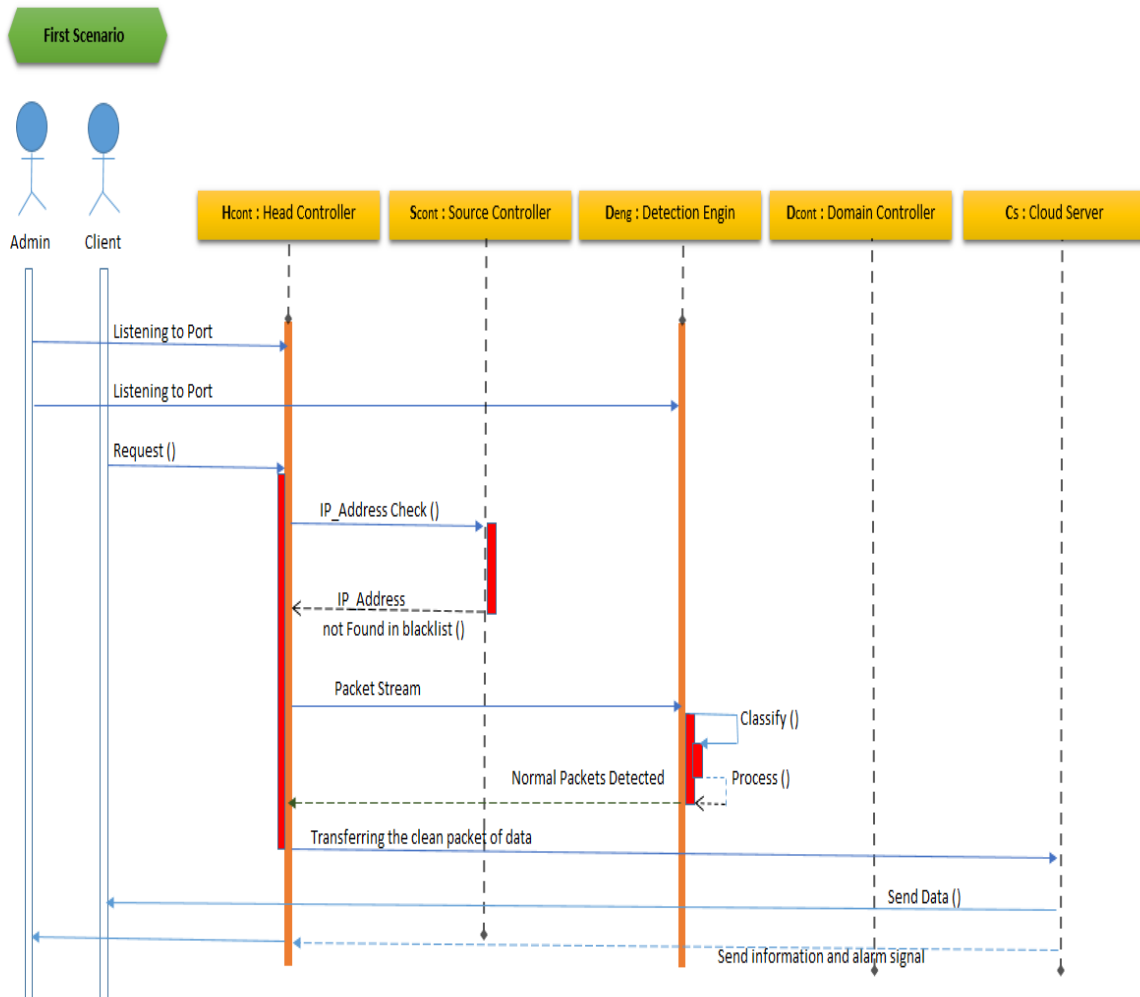 First Scenario
Admin
Client
Hcont : Head Controller
Scont : Source Controller
Deng : Detection Engin
Dcont : Domain Controller
Cs : Cloud Server
Listening to Port
Listening to Port
Request ()
IP_Address Check ()
IP_Address
not Found in blacklist ()
Packet Stream
Classify ()
Normal Packets Detected
Process ()
Transferring the clean packet of data
Send Data ()
Send information and alarm signal